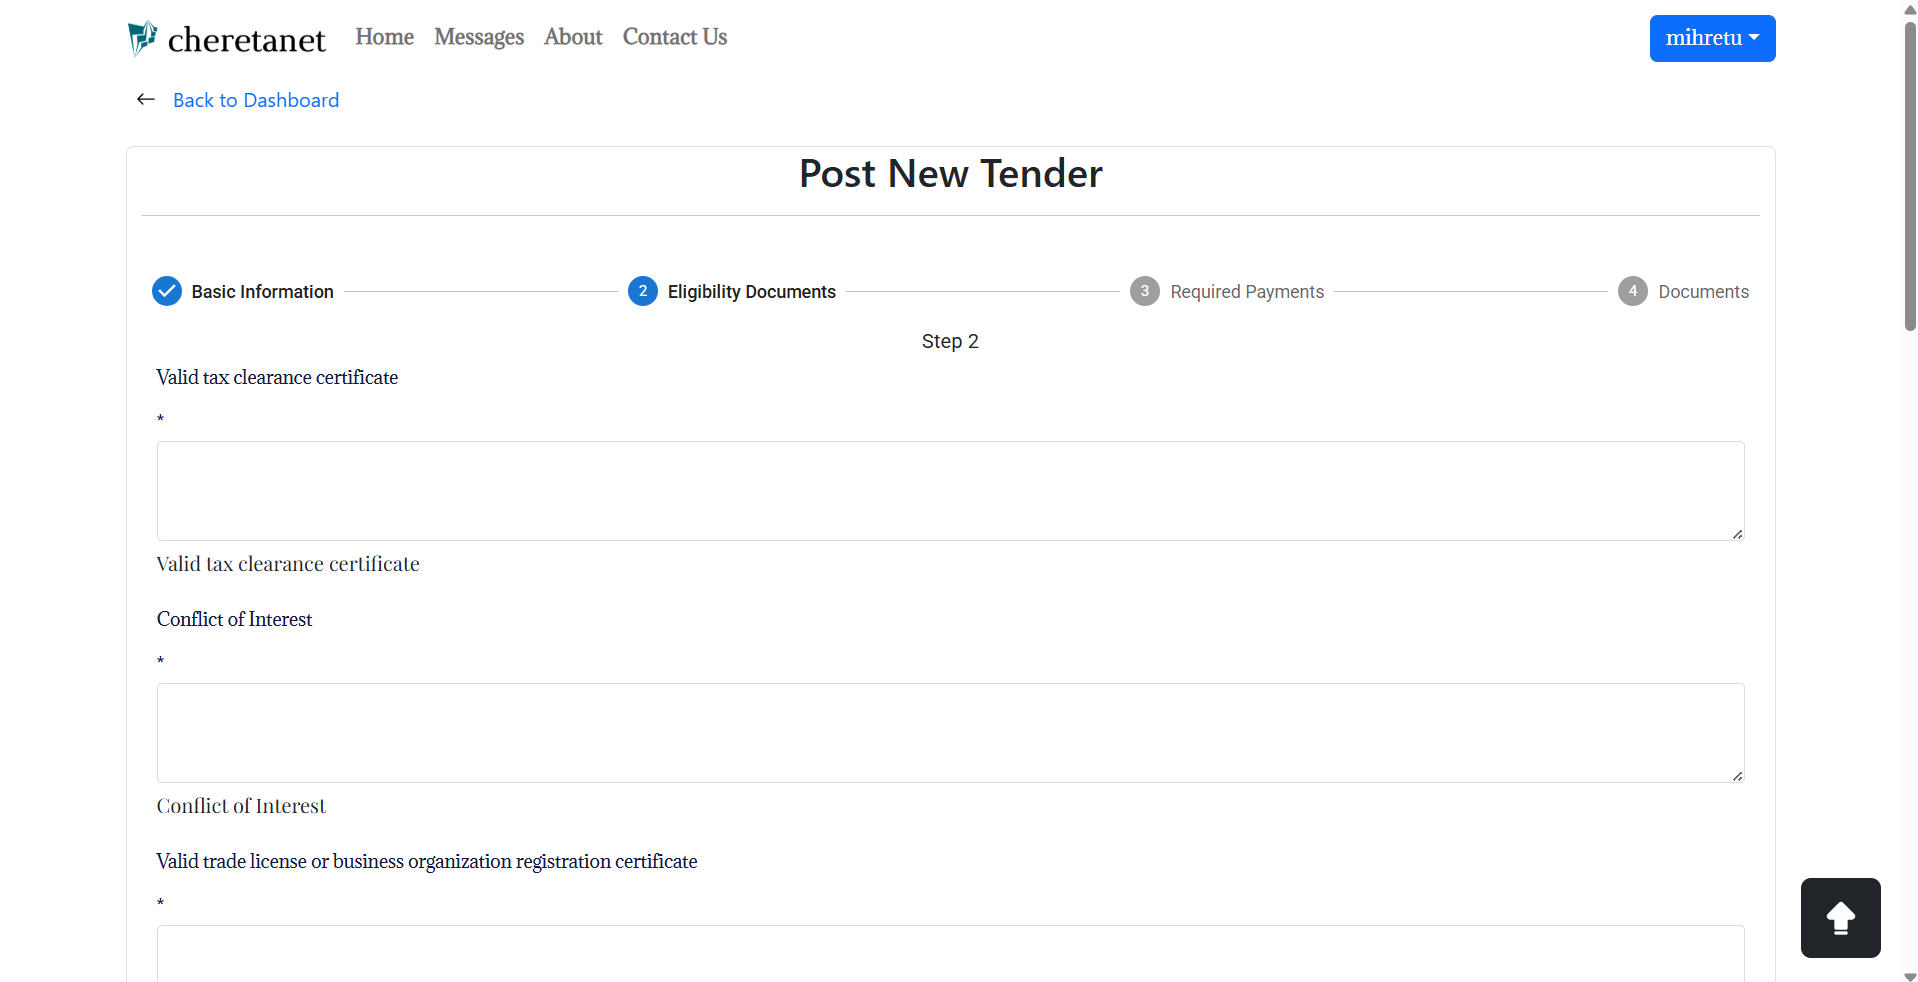 cheretanet Home Messages About Contact Us mihretu
Back to Dashboard
Post New Tender
Basic Information 2 Eligibility Documents 3 Required Payments 4 Documents
Step 2
Valid tax clearance certificate
*
Valid tax clearance certificate
Conflict of Interest
*
Conflict of Interest
Valid trade license or business organization registration certificate
*